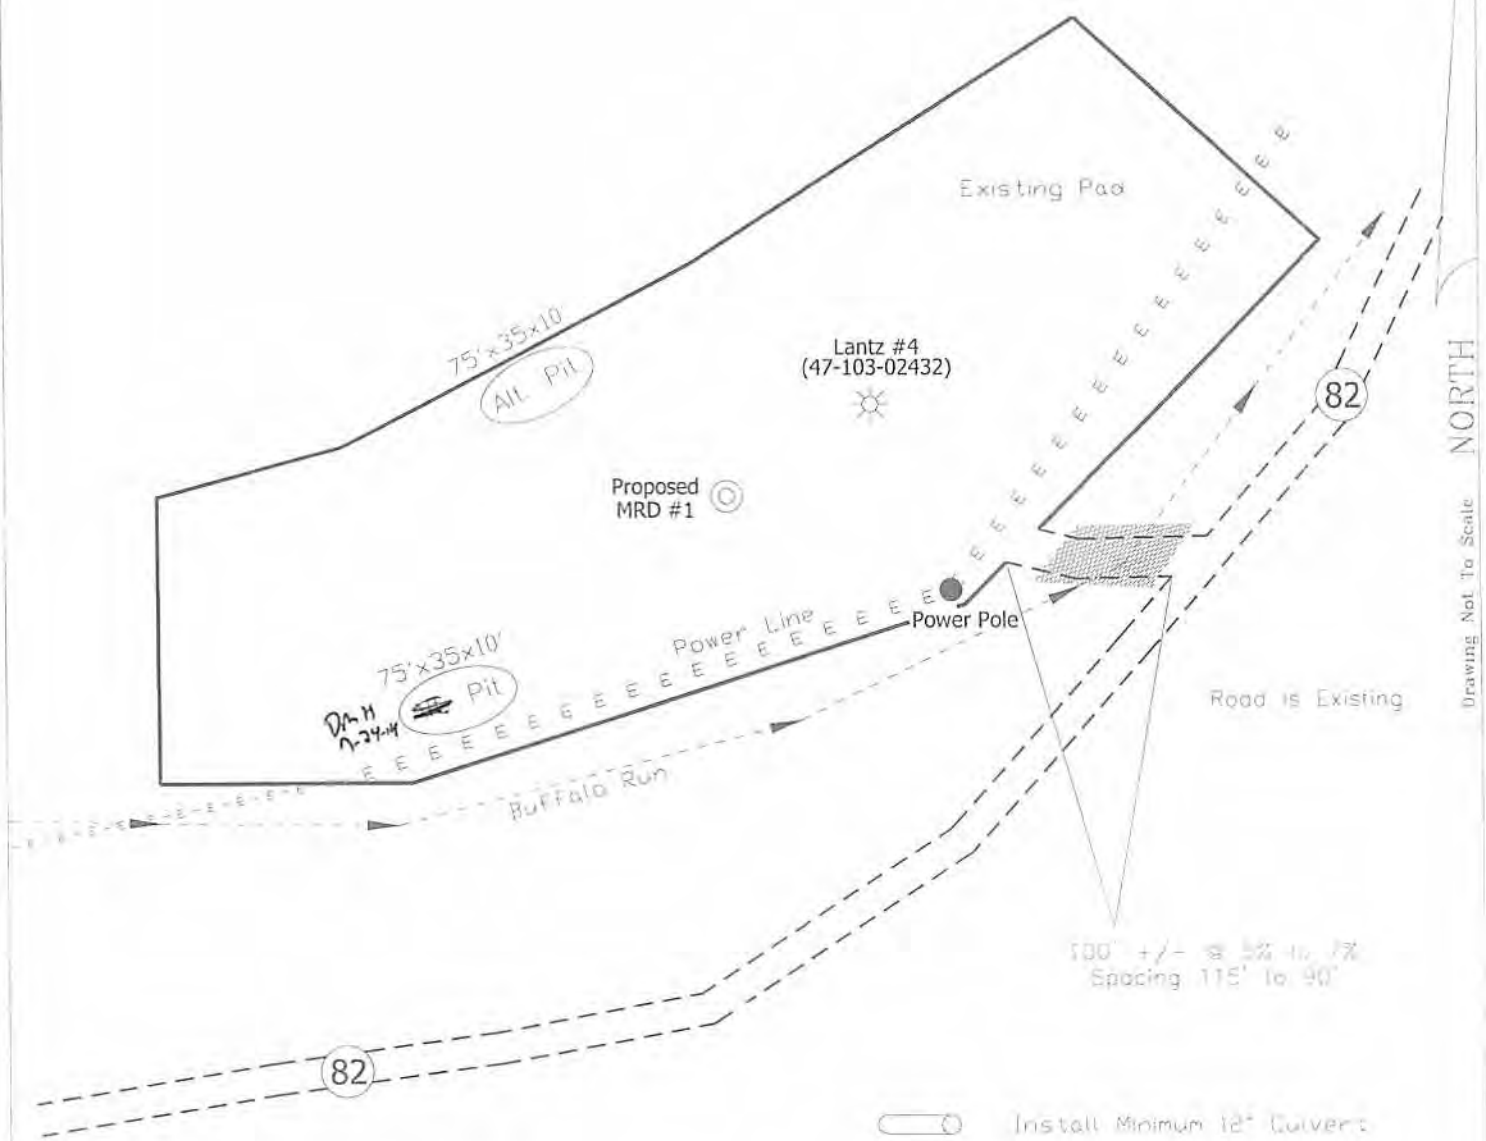 Existing Pad
75'x35x10'
Alt. Pit
Lantz #4
(47-103-02432)
82
NORTH
Proposed
MRD #1
Drawing Not To Scale
Power Line
E E E E E E E E E E E E E E E E E E
Power Pole
75'x35x10'
Pit
Road is Existing
Buffalo Run
100' +/- @ 5% to 7%
Spacing 115' to 90'
82
Install Minimum 12" Culvert